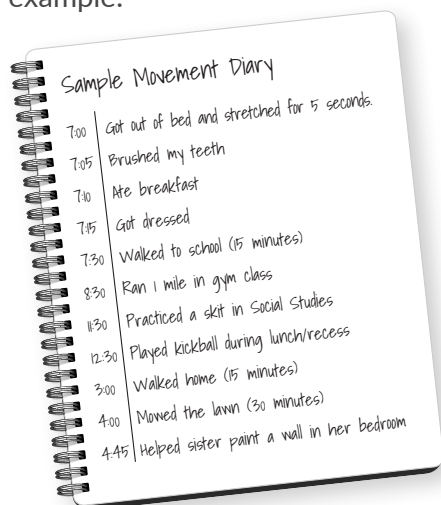 example:
Sample Movement Diary
7:00 Got out of bed and stretched for 5 seconds.
7:05 Brushed my teeth
7:10 Ate breakfast
7:15 Got dressed
7:30 Walked to school (15 minutes)
8:30 Ran 1 mile in gym class
11:30 Practiced a skit in Social Studies
12:30 Played kickball during lunch/recess
3:00 Walked home (15 minutes)
4:00 Mowed the lawn (30 minutes)
4:45 Helped sister paint a wall in her bedroom